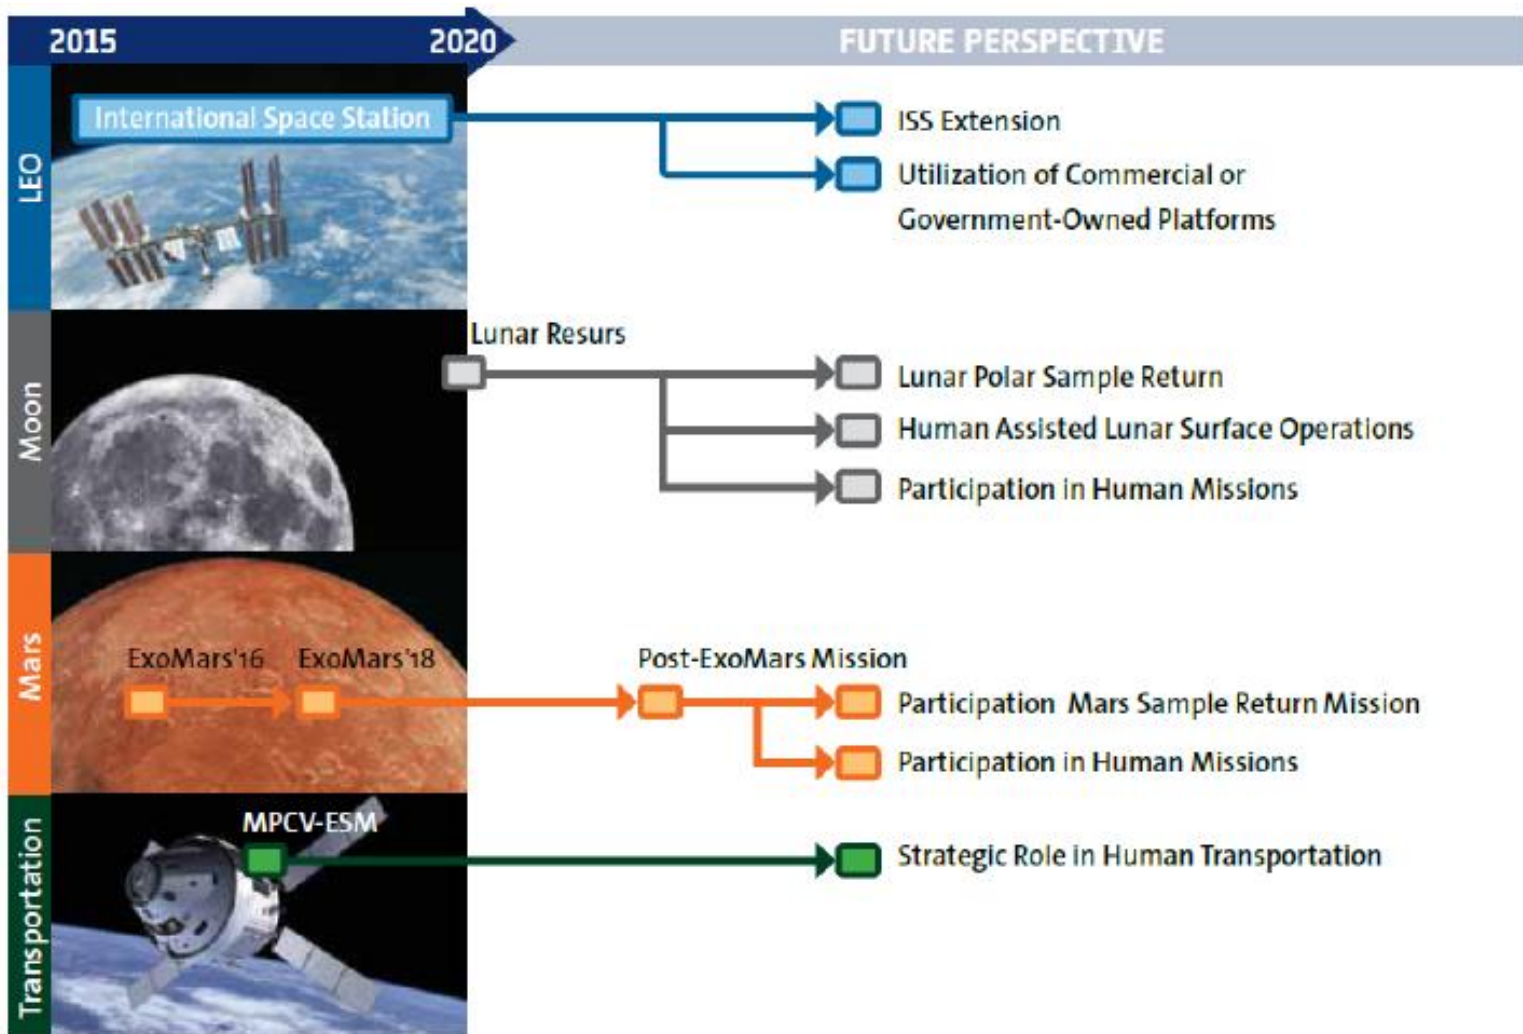 2015 2020 FUTURE PERSPECTIVE
LEO
International Space Station
ISS Extension
Utilization of Commercial or
Government-Owned Platforms
Moon
Lunar Resurs
Lunar Polar Sample Return
Human Assisted Lunar Surface Operations
Participation in Human Missions
Mars
ExoMars'16 ExoMars'18 Post-ExoMars Mission
Participation Mars Sample Return Mission
Participation in Human Missions
Transportation
MPCV-ESM
Strategic Role in Human Transportation